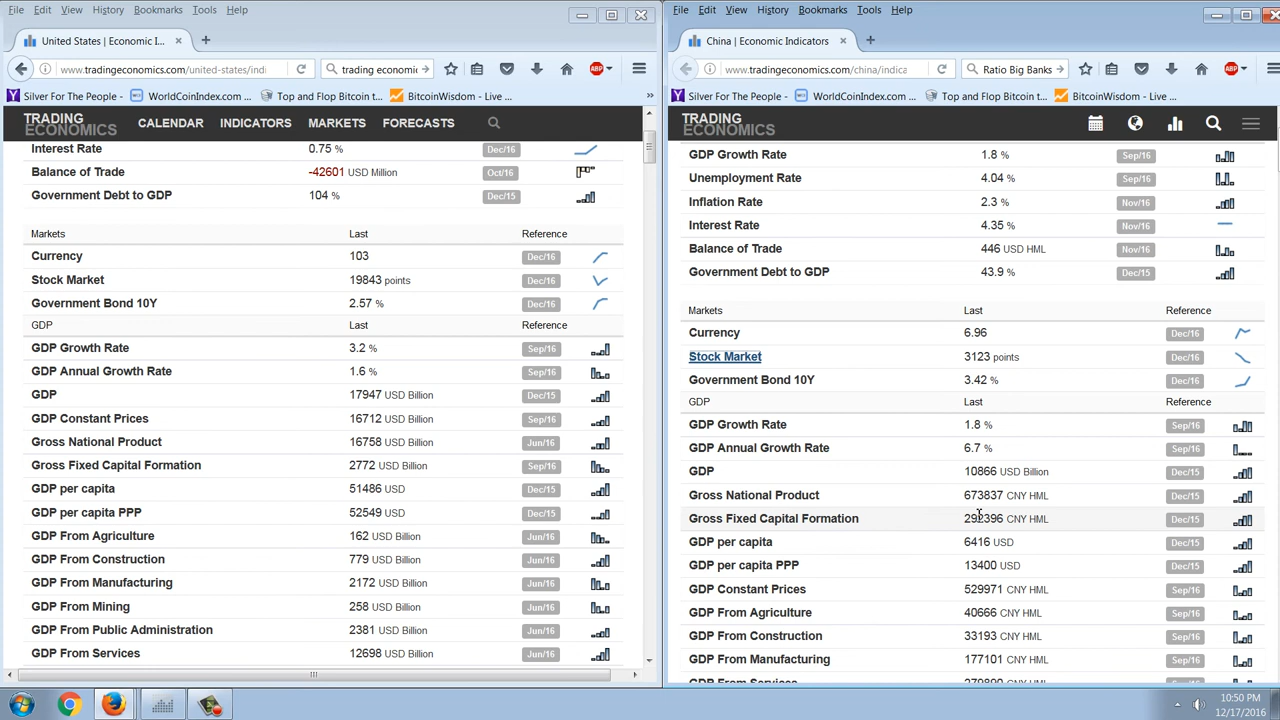 File Edit View History Bookmarks Tools Help
United States | Economic I... × +
www.tradingeconomics.com/united-states/indi
trading economic
ABP
Silver For The People - WorldCoinIndex.com ... Top and Flop Bitcoin t... BitcoinWisdom - Live ... »
TRADING
ECONOMICS
CALENDAR INDICATORS MARKETS FORECASTS
Interest Rate 0.75 % Dec/16
Balance of Trade -42601 USD Million Oct/16
Government Debt to GDP 104 % Dec/15
Markets Last Reference
Currency 103 Dec/16
Stock Market 19843 points Dec/16
Government Bond 10Y 2.57 % Dec/16
GDP Last Reference
GDP Growth Rate 3.2 % Sep/16
GDP Annual Growth Rate 1.6 % Sep/16
GDP 17947 USD Billion Dec/15
GDP Constant Prices 16712 USD Billion Sep/16
Gross National Product 16758 USD Billion Jun/16
Gross Fixed Capital Formation 2772 USD Billion Sep/16
GDP per capita 51486 USD Dec/15
GDP per capita PPP 52549 USD Dec/15
GDP From Agriculture 162 USD Billion Jun/16
GDP From Construction 779 USD Billion Jun/16
GDP From Manufacturing 2172 USD Billion Jun/16
GDP From Mining 258 USD Billion Jun/16
GDP From Public Administration 2381 USD Billion Jun/16
GDP From Services 12698 USD Billion Jun/16
File Edit View History Bookmarks Tools Help
China | Economic Indicators × +
www.tradingeconomics.com/china/indica
Ratio Big Banks
ABP
Silver For The People - WorldCoinIndex.com ... Top and Flop Bitcoin t... BitcoinWisdom - Live ...
TRADING
ECONOMICS
GDP Growth Rate 1.8 % Sep/16
Unemployment Rate 4.04 % Sep/16
Inflation Rate 2.3 % Nov/16
Interest Rate 4.35 % Nov/16
Balance of Trade 446 USD HML Nov/16
Government Debt to GDP 43.9 % Dec/15
Markets Last Reference
Currency 6.96 Dec/16
Stock Market 3123 points Dec/16
Government Bond 10Y 3.42 % Dec/16
GDP Last Reference
GDP Growth Rate 1.8 % Sep/16
GDP Annual Growth Rate 6.7 % Sep/16
GDP 10866 USD Billion Dec/15
Gross National Product 673837 CNY HML Dec/15
Gross Fixed Capital Formation 292396 CNY HML Dec/15
GDP per capita 6416 USD Dec/15
GDP per capita PPP 13400 USD Dec/15
GDP Constant Prices 529971 CNY HML Sep/16
GDP From Agriculture 40666 CNY HML Sep/16
GDP From Construction 33193 CNY HML Sep/16
GDP From Manufacturing 177101 CNY HML Sep/16
GDP From Services 279890 CNY HML
10:50 PM
12/17/2016